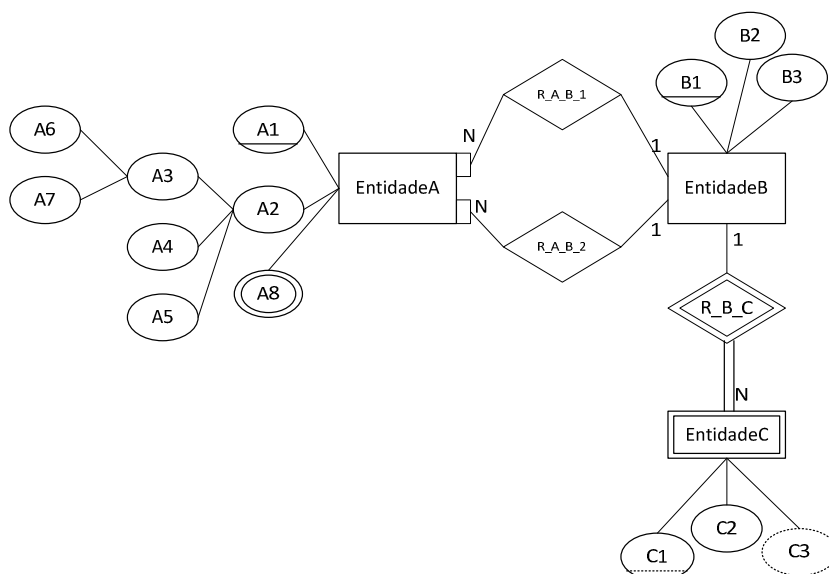 B2
B1
B3
R_A_B_1
A6
A1
N
1
A3
EntidadeA
EntidadeB
A7
A2
N
A4
1
R_A_B_2
1
A8
A5
R_B_C
N
EntidadeC
C2
C1
C3